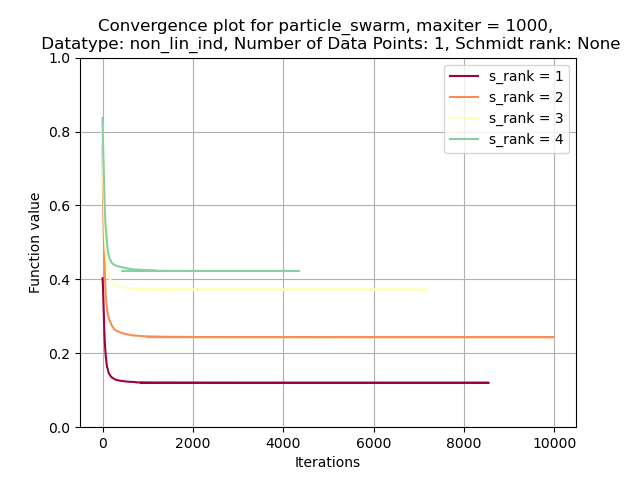 Convergence plot for particle_swarm, maxiter = 1000,
Datatype: non_lin_ind, Number of Data Points: 1, Schmidt rank: None
1.0
0.8
0.6
0.4
0.2
0.0
Function value
s_rank = 1
s_rank = 2
s_rank = 3
s_rank = 4
0 2000 4000 6000 8000 10000
Iterations